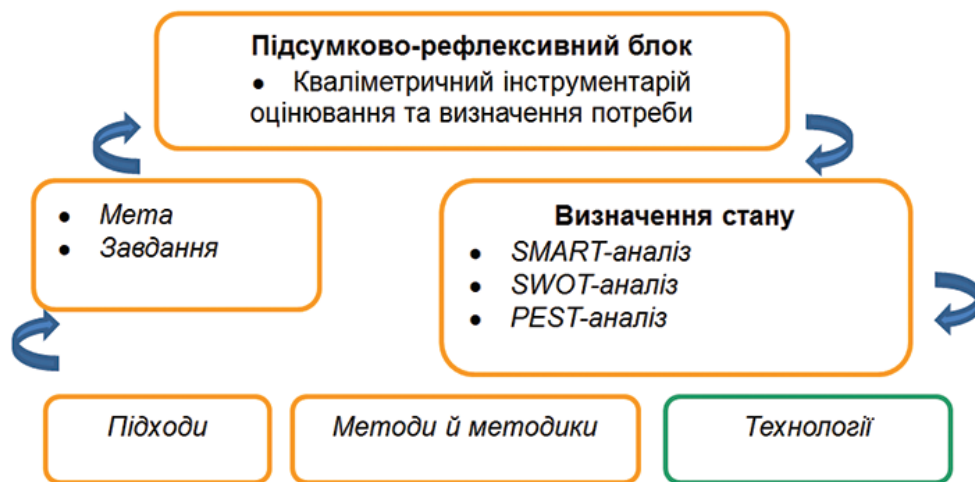 Підсумково-рефлексивний блок
● Кваліметричний інструментарій
оцінювання та визначення потреби
● Мета
● Завдання
Визначення стану
● SMART-аналіз
● SWOT-аналіз
● PEST-аналіз
Підходи
Методи й методики
Технології